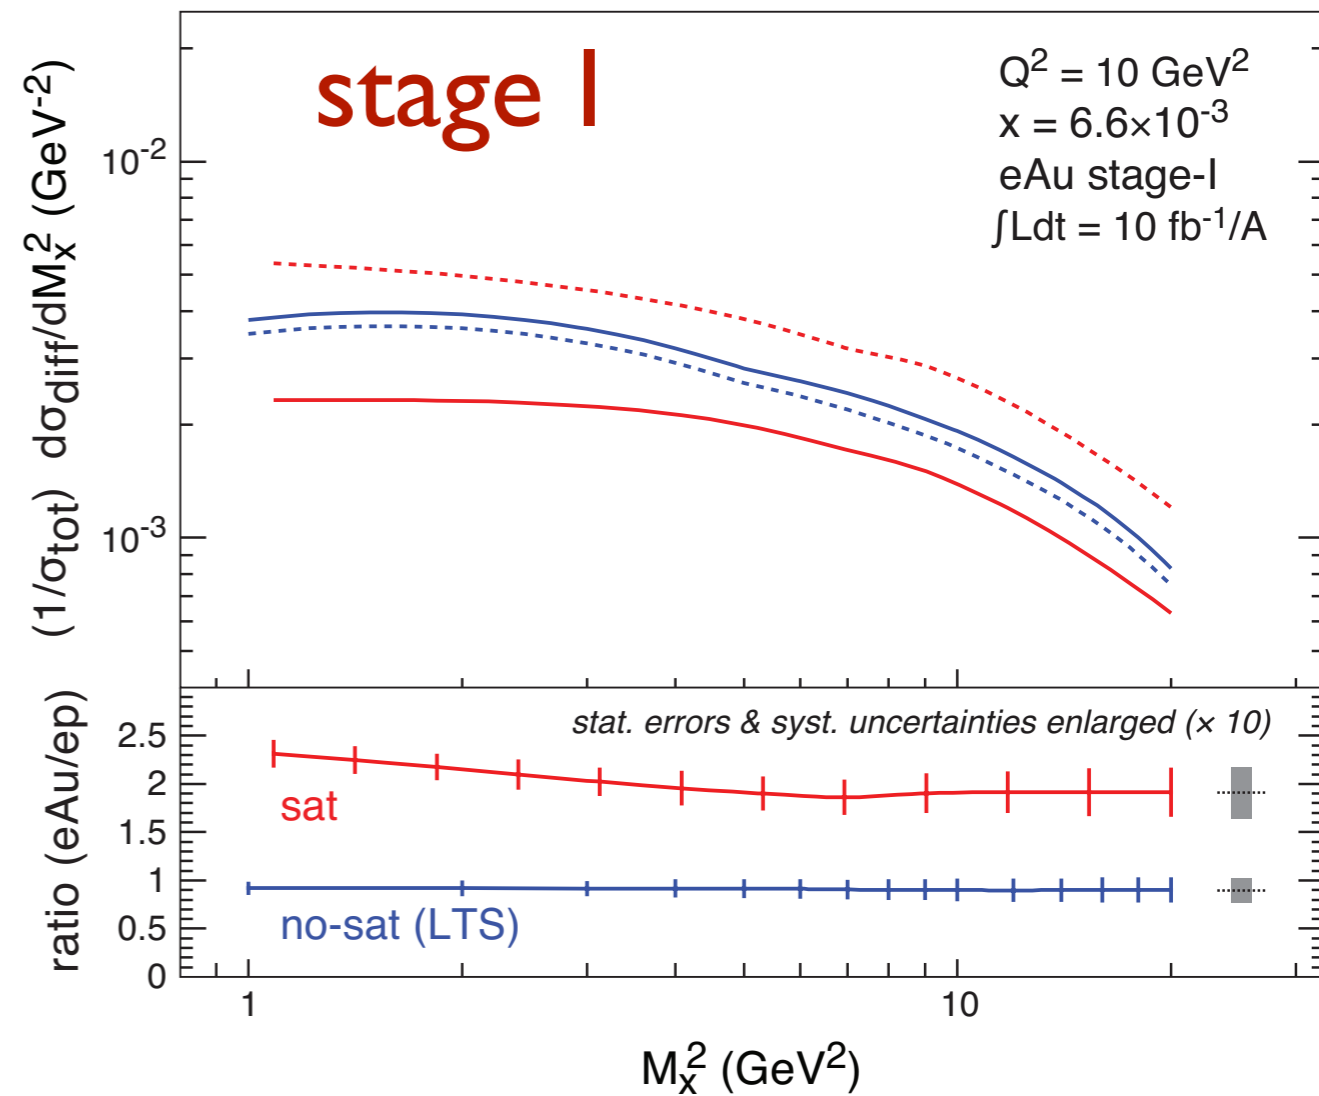 stage I
Q² = 10 GeV²
x = 6.6×10⁻³
eAu stage-I
∫Ldt = 10 fb⁻¹/A
(1/σtot) dσdiff/dMx² (GeV⁻²)
10⁻²
10⁻³
stat. errors & syst. uncertainties enlarged (× 10)
ratio (eAu/ep)
2.5
2
1.5
1
0.5
0
sat
no-sat (LTS)
1
10
Mx² (GeV²)